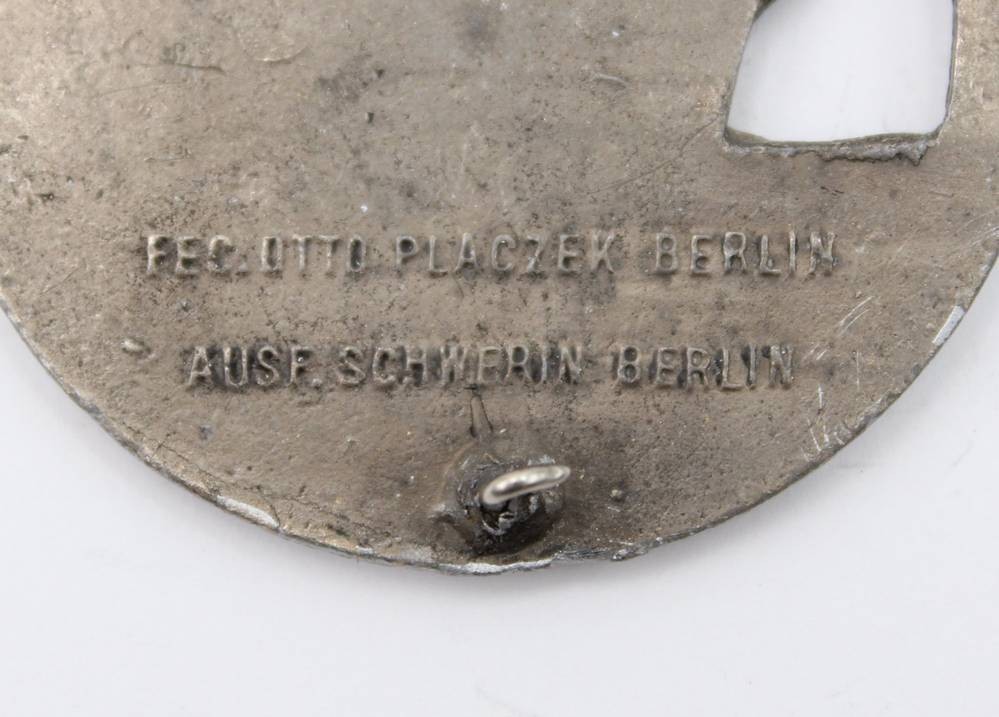 FEC. OTTO PLACZEK BERLIN
AUSF. SCHWERIN BERLIN